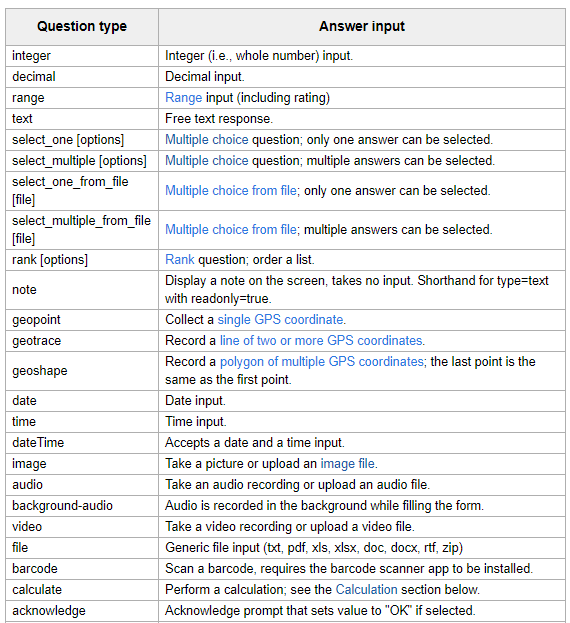 Question type Answer input
integer Integer (i.e., whole number) input.
decimal Decimal input.
range Range input (including rating)
text Free text response.
select_one [options] Multiple choice question; only one answer can be selected.
select_multiple [options] Multiple choice question; multiple answers can be selected.
select_one_from_file
[file]
Multiple choice from file; only one answer can be selected.
select_multiple_from_file
[file]
Multiple choice from file; multiple answers can be selected.
rank [options] Rank question; order a list.
note
Display a note on the screen, takes no input. Shorthand for type=text
with readonly=true.
geopoint Collect a single GPS coordinate.
geotrace Record a line of two or more GPS coordinates.
geoshape
Record a polygon of multiple GPS coordinates; the last point is the
same as the first point.
date Date input.
time Time input.
dateTime Accepts a date and a time input.
image Take a picture or upload an image file.
audio Take an audio recording or upload an audio file.
background-audio Audio is recorded in the background while filling the form.
video Take a video recording or upload a video file.
file Generic file input (txt, pdf, xls, xlsx, doc, docx, rtf, zip)
barcode Scan a barcode, requires the barcode scanner app to be installed.
calculate Perform a calculation; see the Calculation section below.
acknowledge Acknowledge prompt that sets value to "OK" if selected.